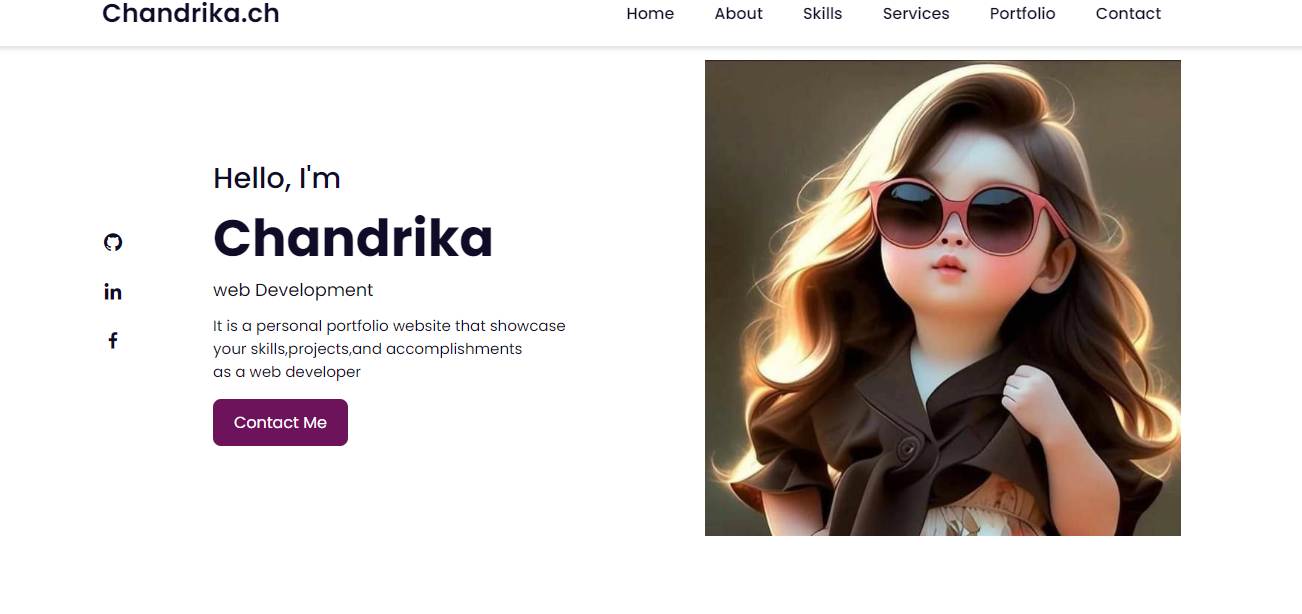 Chandrika.ch
Home About Skills Services Portfolio Contact
Hello, I'm
Chandrika
web Development
It is a personal portfolio website that showcase
your skills,projects,and accomplishments
as a web developer
Contact Me